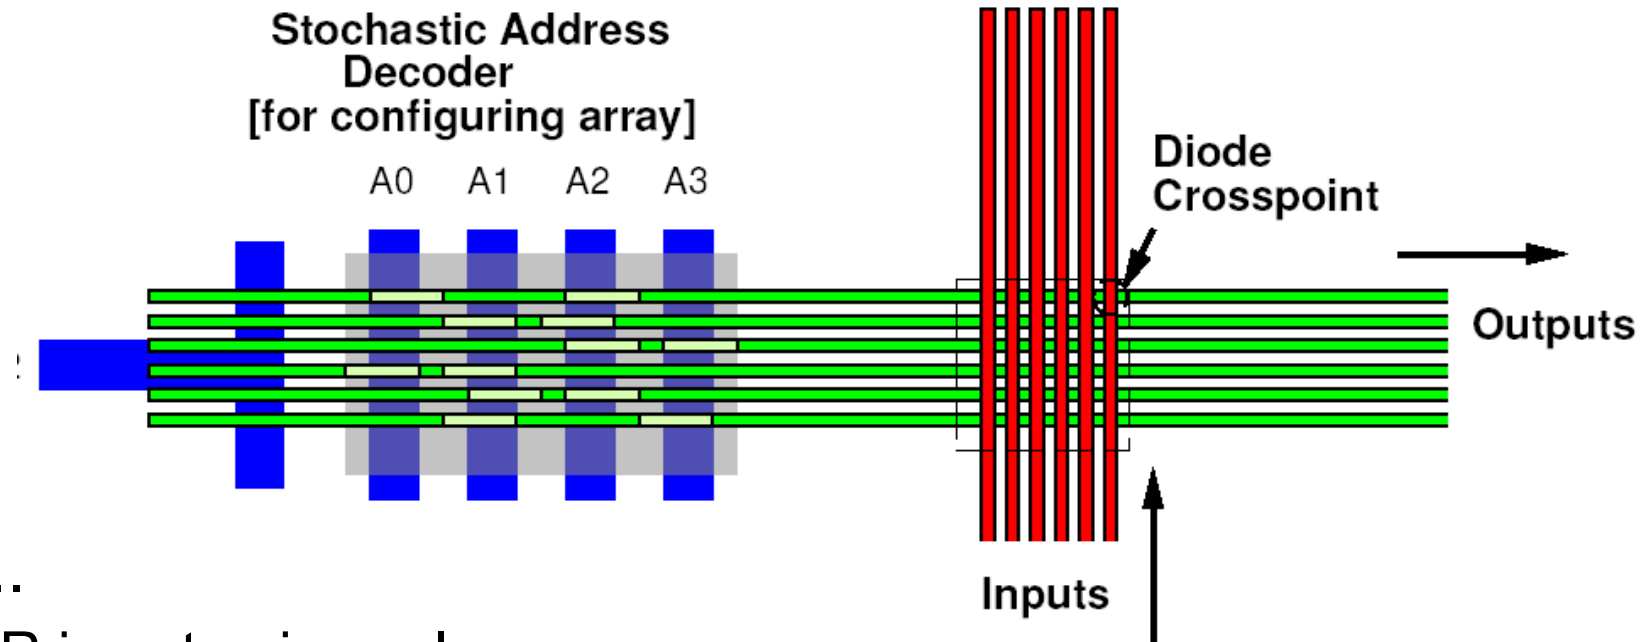 Stochastic Address
Decoder
[for configuring array]
A0 A1 A2 A3
Diode
Crosspoint
Outputs
Inputs
..